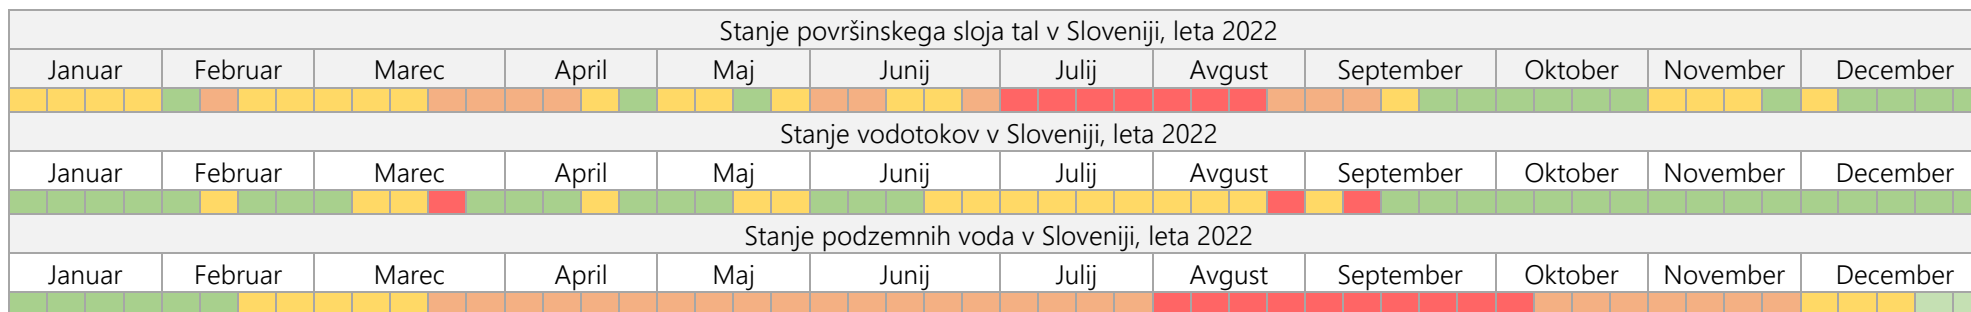 Stanje površinskega sloja tal v Sloveniji, leta 2022
Januar Februar Marec April Maj Junij Julij Avgust September Oktober November December
Stanje vodotokov v Sloveniji, leta 2022
Januar Februar Marec April Maj Junij Julij Avgust September Oktober November December
Stanje podzemnih voda v Sloveniji, leta 2022
Januar Februar Marec April Maj Junij Julij Avgust September Oktober November December